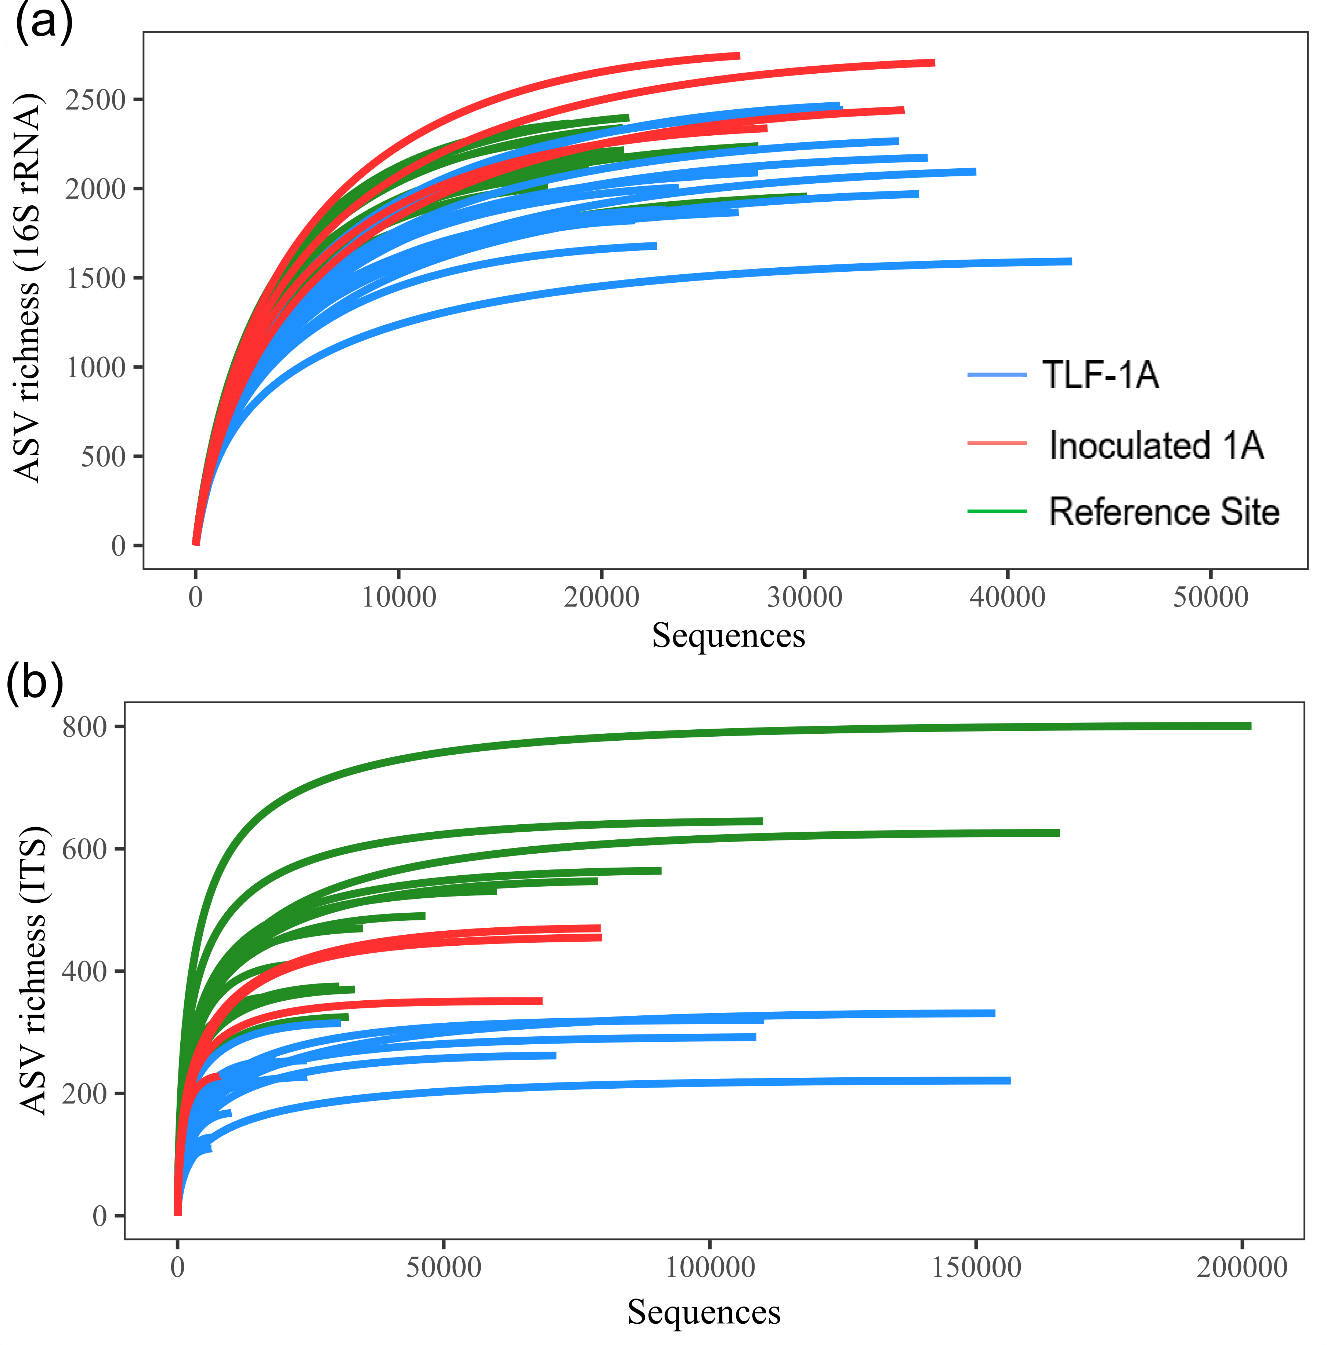 (a)
ASV richness (16S rRNA)
2500
2000
1500
1000
500
0
TLF-1A
Inoculated 1A
Reference Site
0 10000 20000 30000 40000 50000
Sequences
(b)
ASV richness (ITS)
800
600
400
200
0
0 50000 100000 150000 200000
Sequences